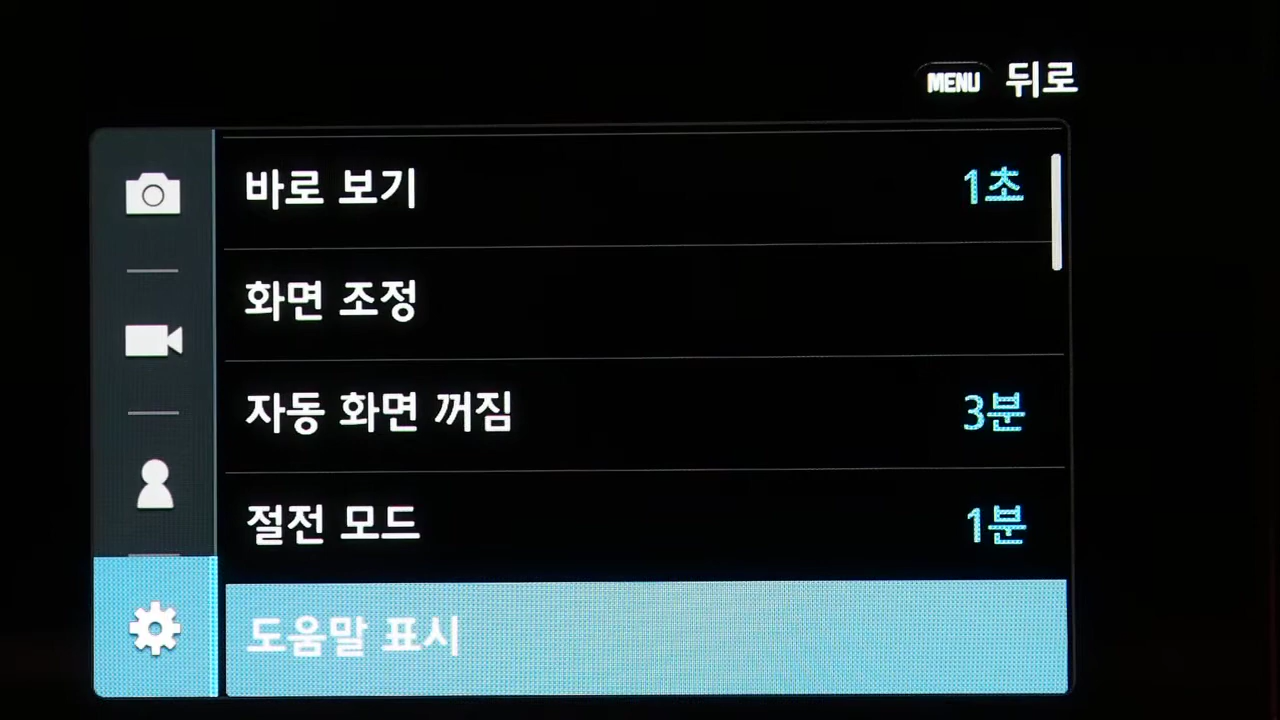 MENU 뒤로
바로 보기 1초
화면 조정
자동 화면 꺼짐 3분
절전 모드 1분
도움말 표시